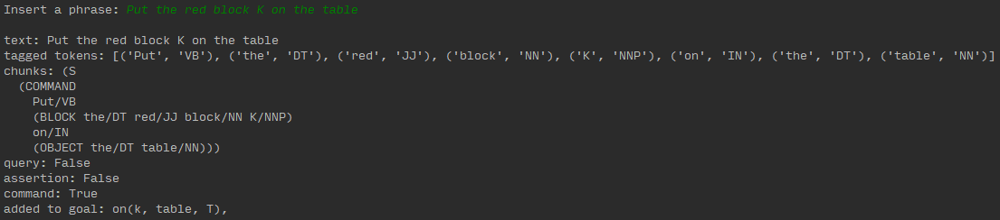 Insert a phrase: Put the red block K on the table
text: Put the red block K on the table
tagged tokens: [('Put', 'VB'), ('the', 'DT'), ('red', 'JJ'), ('block', 'NN'), ('K', 'NNP'), ('on', 'IN'), ('the', 'DT'), ('table', 'NN')]
chunks: (S
  (COMMAND
    Put/VB
    (BLOCK the/DT red/JJ block/NN K/NNP)
    on/IN
    (OBJECT the/DT table/NN)))
query: False
assertion: False
command: True
added to goal: on(k, table, T),